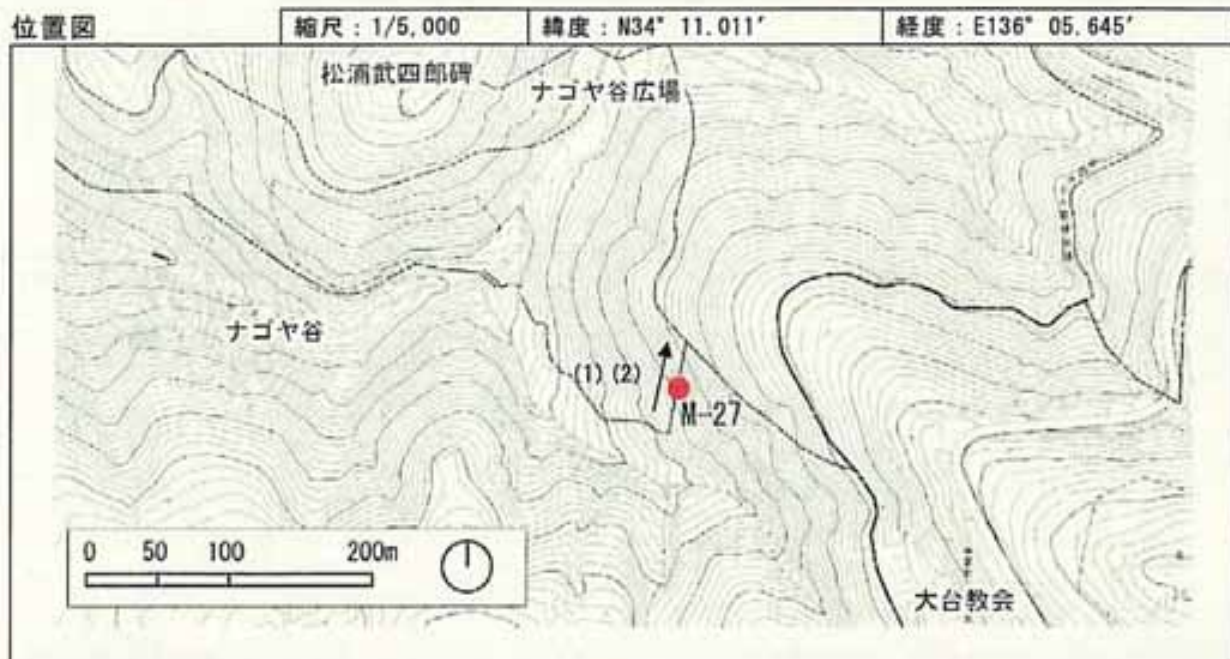 位置図
縮尺：1/5,000
緯度：N34° 11.011′
経度：E136° 05.645′
松浦武四郎碑
ナゴヤ谷広場
ナゴヤ谷
(1) (2)
M-27
0 50 100 200m
大台教会